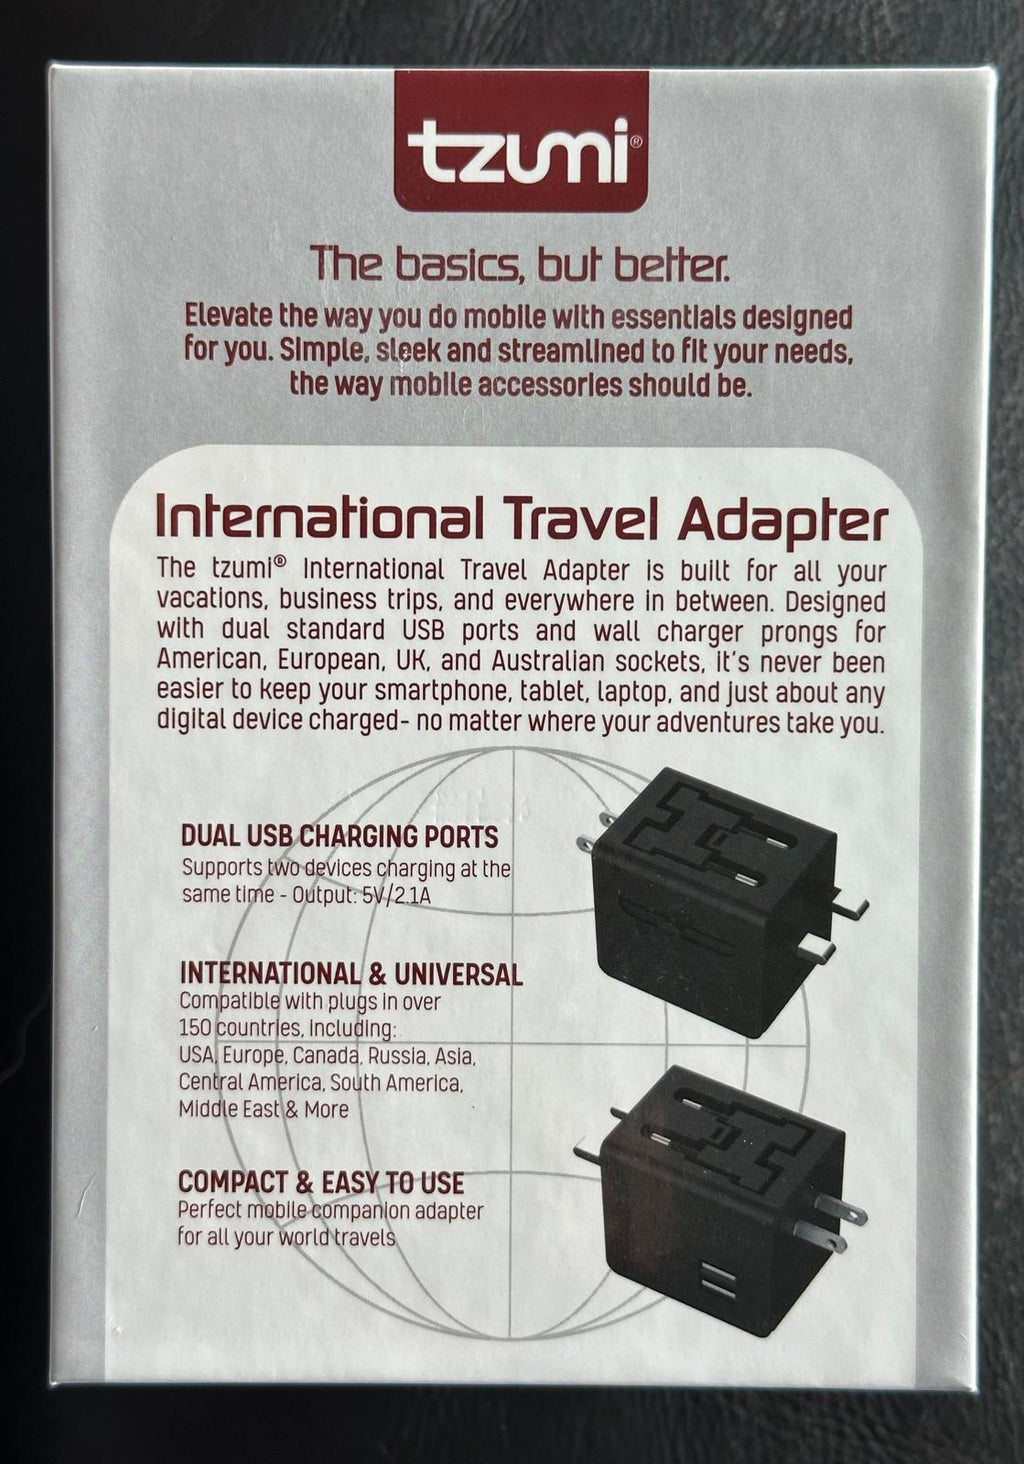 tzumi®
The basics, but better.
Elevate the way you do mobile with essentials designed
for you. Simple, sleek and streamlined to fit your needs,
the way mobile accessories should be.
International Travel Adapter
The tzumi® International Travel Adapter is built for all your
vacations, business trips, and everywhere in between. Designed
with dual standard USB ports and wall charger prongs for
American, European, UK, and Australian sockets, it's never been
easier to keep your smartphone, tablet, laptop, and just about any
digital device charged- no matter where your adventures take you.
DUAL USB CHARGING PORTS
Supports two devices charging at the
same time - Output: 5V/2.1A
INTERNATIONAL & UNIVERSAL
Compatible with plugs in over
150 countries, including:
USA, Europe, Canada, Russia, Asia,
Central America, South America,
Middle East & More
COMPACT & EASY TO USE
Perfect mobile companion adapter
for all your world travels